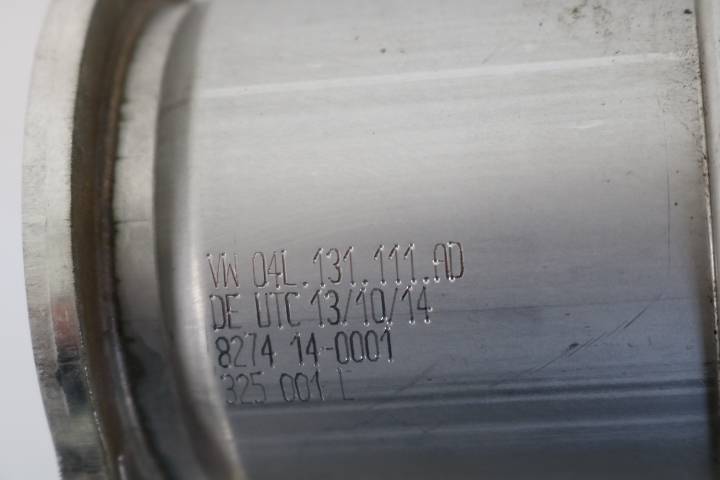 VW 04L.131.111.AD
DE UTC 13/10/14
8274 14-0001
325 001 L